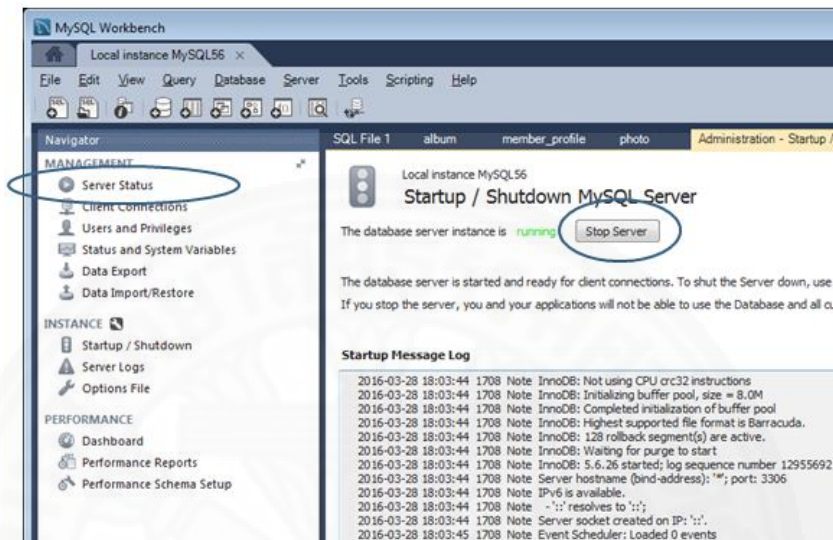 MySQL Workbench
Local instance MySQL56
File Edit View Query Database Server Tools Scripting Help
Navigator
MANAGEMENT
Server Status
Client Connections
Users and Privileges
Status and System Variables
Data Export
Data Import/Restore
INSTANCE
Startup / Shutdown
Server Logs
Options File
PERFORMANCE
Dashboard
Performance Reports
Performance Schema Setup
SQL File 1 album member_profile photo Administration - Startup /
Local instance MySQL56
Startup / Shutdown MySQL Server
The database server instance is running Stop Server
The database server is started and ready for client connections. To shut the Server down, use
If you stop the server, you and your applications will not be able to use the Database and all
Startup Message Log
2016-03-28 18:03:44 1708 Note InnoDB: Not using CPU crc32 instructions
2016-03-28 18:03:44 1708 Note InnoDB: Initializing buffer pool, size = 8.0M
2016-03-28 18:03:44 1708 Note InnoDB: Completed initialization of buffer pool
2016-03-28 18:03:44 1708 Note InnoDB: Highest supported file format is Barracuda.
2016-03-28 18:03:44 1708 Note InnoDB: 128 rollback segment(s) are active.
2016-03-28 18:03:44 1708 Note InnoDB: Waiting for purge to start
2016-03-28 18:03:44 1708 Note InnoDB: 5.6.26 started; log sequence number 12955692
2016-03-28 18:03:44 1708 Note Server hostname (bind-address): '*'; port: 3306
2016-03-28 18:03:44 1708 Note IPv6 is available.
2016-03-28 18:03:44 1708 Note - '::' resolves to '::';
2016-03-28 18:03:44 1708 Note Server socket created on IP: '::'.
2016-03-28 18:03:45 1708 Note Event Scheduler: Loaded 0 events